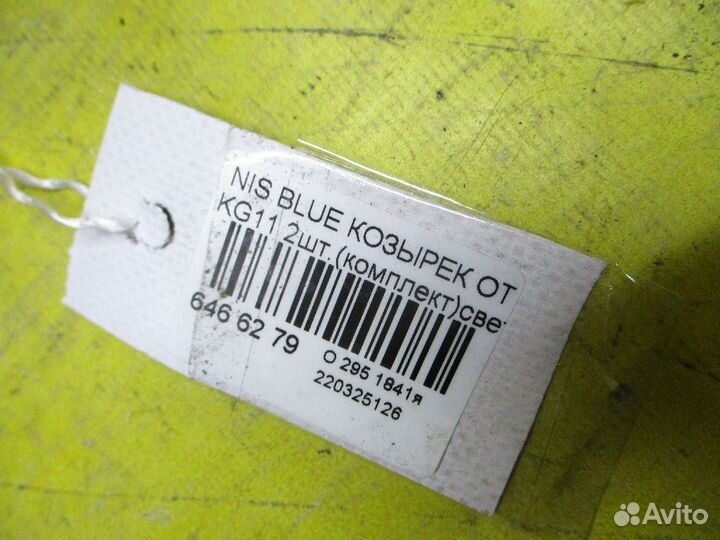 NIS BLUE КОЗЫРЕК ОТ
KG11 2шт.(комплект)све
646 62 79
О 295 1841я
220325126
Avito